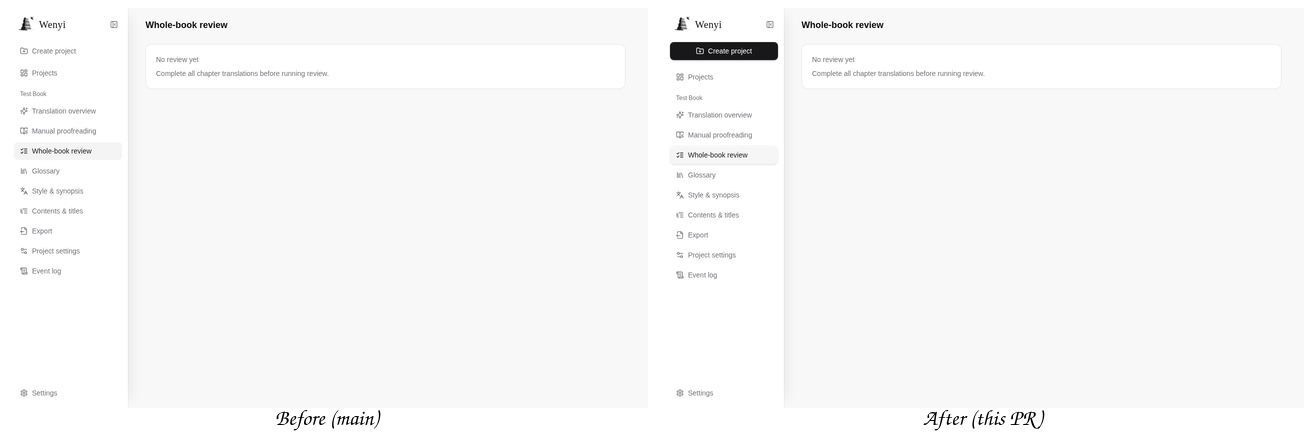 Wenyi
Create project
Projects
Test Book
Translation overview
Manual proofreading
Whole-book review
Glossary
Style & synopsis
Contents & titles
Export
Project settings
Event log
Settings
Whole-book review
No review yet
Complete all chapter translations before running review.
Before (main)
Wenyi
Create project
Projects
Test Book
Translation overview
Manual proofreading
Whole-book review
Glossary
Style & synopsis
Contents & titles
Export
Project settings
Event log
Settings
Whole-book review
No review yet
Complete all chapter translations before running review.
After (this PR)